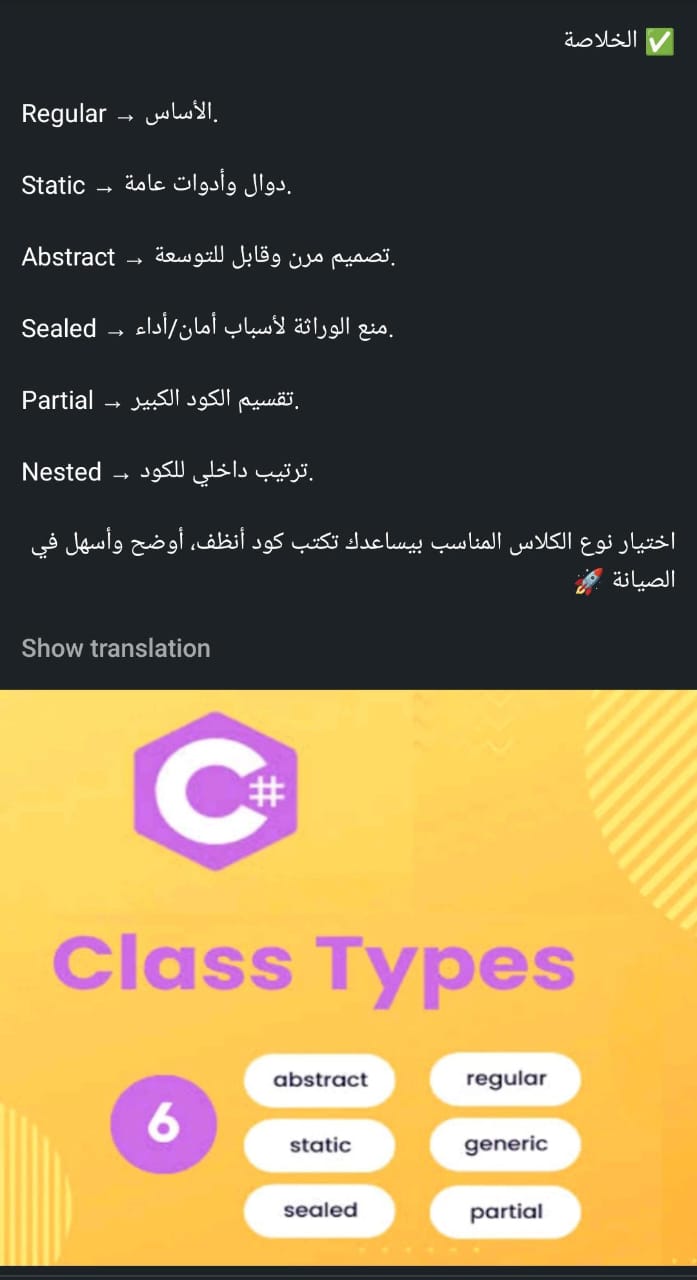 ✅ الخلاصة
Regular → الأساس.
Static → دوال وأدوات عامة.
Abstract → تصميم مرن وقابل للتوسعة.
Sealed → منع الوراثة لأسباب أمان/أداء.
Partial → تقسيم الكود الكبير.
Nested → ترتيب داخلي للكود.
اختيار نوع الكلاس المناسب بيساعدك تكتب كود أنظف، أوضح وأسهل في
الصيانة 🚀
Show translation
C#
Class Types
6
abstract
regular
static
generic
sealed
partial